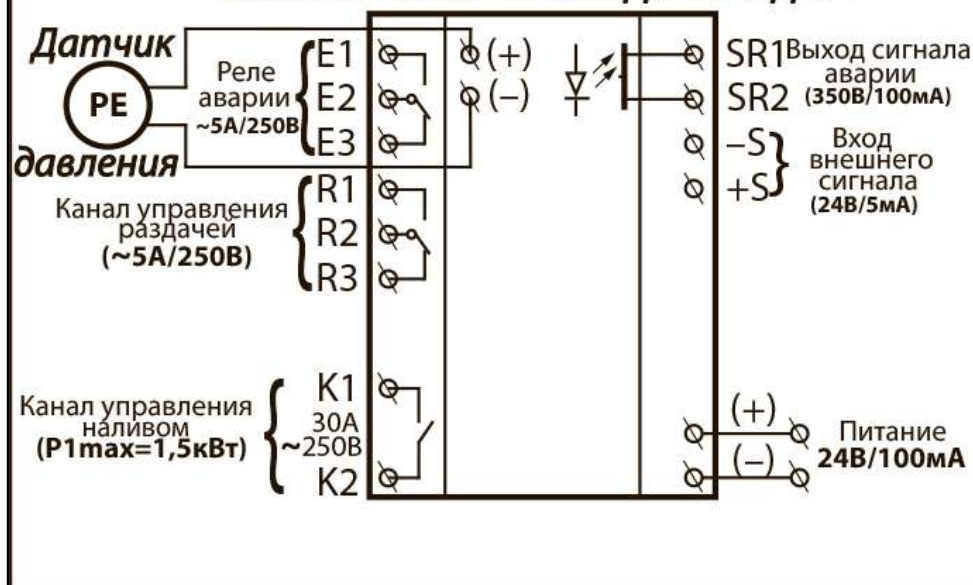 Датчик
PE
давления
Реле
аварии
~5А/250В
E1
E2
E3
(+)
(–)
SR1
SR2
Выход сигнала
аварии
(350В/100мА)
–S
+S
Вход
внешнего
сигнала
(24В/5мА)
Канал управления
раздачей
(~5А/250В)
R1
R2
R3
Канал управления
наливом
(P1max=1,5кВт)
K1
30А
~250В
K2
(+)
(–)
Питание
24В/100мА